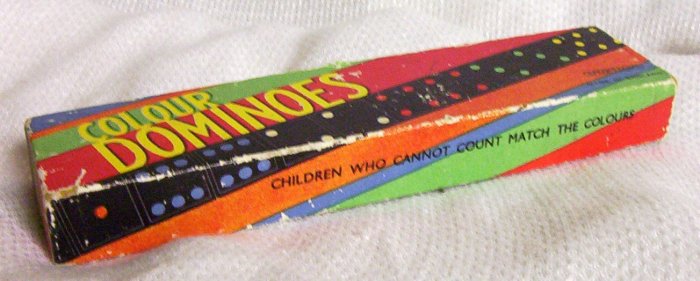 COLOUR
DOMINOES
CHILDREN WHO CANNOT COUNT MATCH THE COLOURS